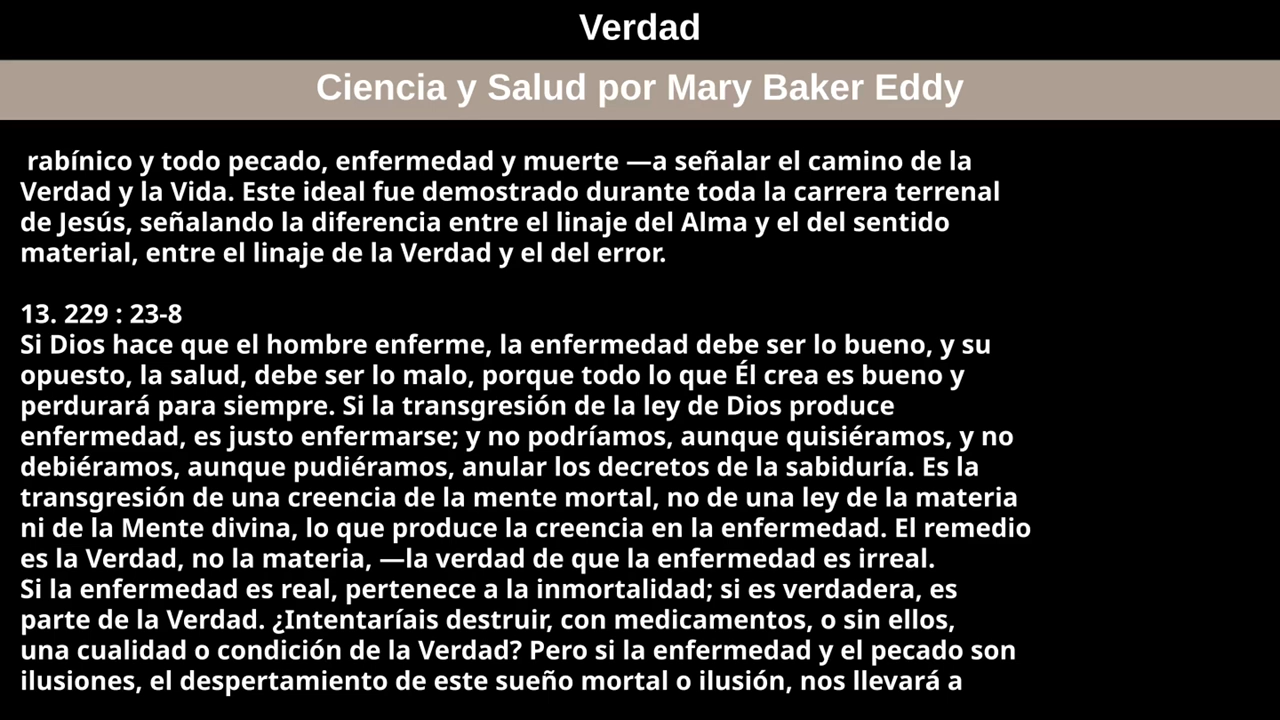 Verdad
Ciencia y Salud por Mary Baker Eddy
rabínico y todo pecado, enfermedad y muerte —a señalar el camino de la
Verdad y la Vida. Este ideal fue demostrado durante toda la carrera terrenal
de Jesús, señalando la diferencia entre el linaje del Alma y el del sentido
material, entre el linaje de la Verdad y el del error.
13. 229 : 23-8
Si Dios hace que el hombre enferme, la enfermedad debe ser lo bueno, y su
opuesto, la salud, debe ser lo malo, porque todo lo que Él crea es bueno y
perdurará para siempre. Si la transgresión de la ley de Dios produce
enfermedad, es justo enfermarse; y no podríamos, aunque quisiéramos, y no
debiéramos, aunque pudiéramos, anular los decretos de la sabiduría. Es la
transgresión de una creencia de la mente mortal, no de una ley de la materia
ni de la Mente divina, lo que produce la creencia en la enfermedad. El remedio
es la Verdad, no la materia, —la verdad de que la enfermedad es irreal.
Si la enfermedad es real, pertenece a la inmortalidad; si es verdadera, es
parte de la Verdad. ¿Intentaríais destruir, con medicamentos, o sin ellos,
una cualidad o condición de la Verdad? Pero si la enfermedad y el pecado son
ilusiones, el despertamiento de este sueño mortal o ilusión, nos llevará a